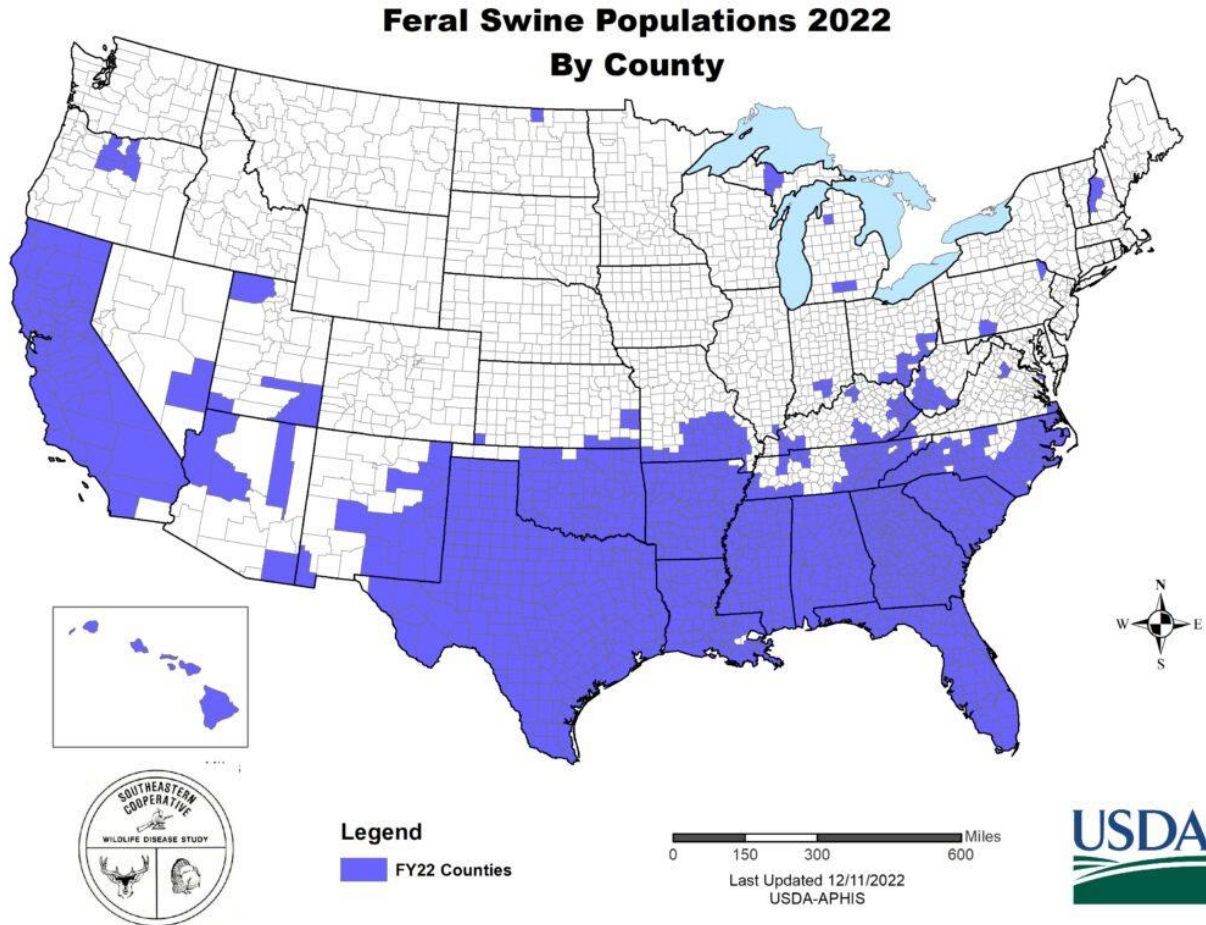 Feral Swine Populations 2022
By County
N
W E
S
SOUTHEASTERN
COOPERATIVE
WILDLIFE DISEASE STUDY
Legend
FY22 Counties
Miles
0 150 300 600
Last Updated 12/11/2022
USDA-APHIS
USDA